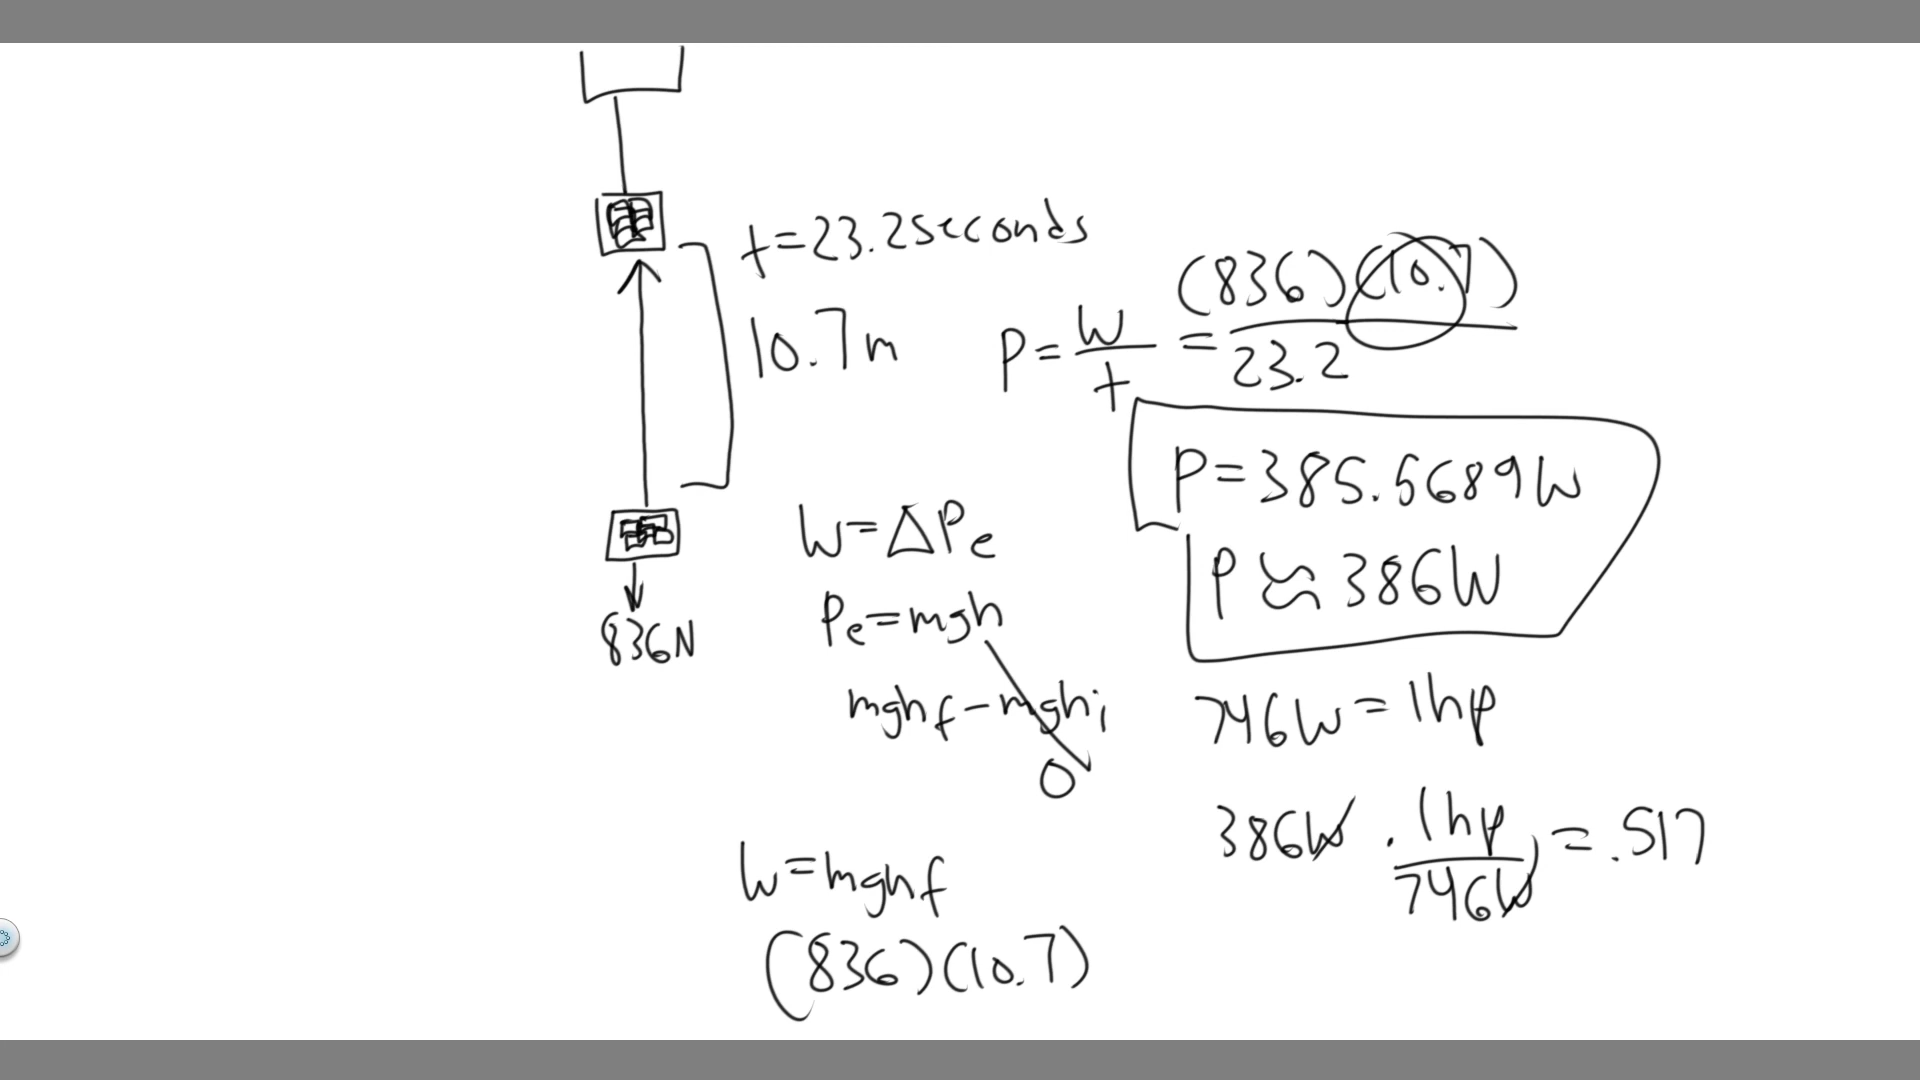 t=23.2seconds
10.7m
836N
W=ΔPe
Pe=mgh
mghf-mghi
0
W=mghf
(836)(10.7)
P=W/t=(836)(10.7)/23.2
P=385.5689W
P≈386W
746W=1hp
386W·1hp/746W=.517